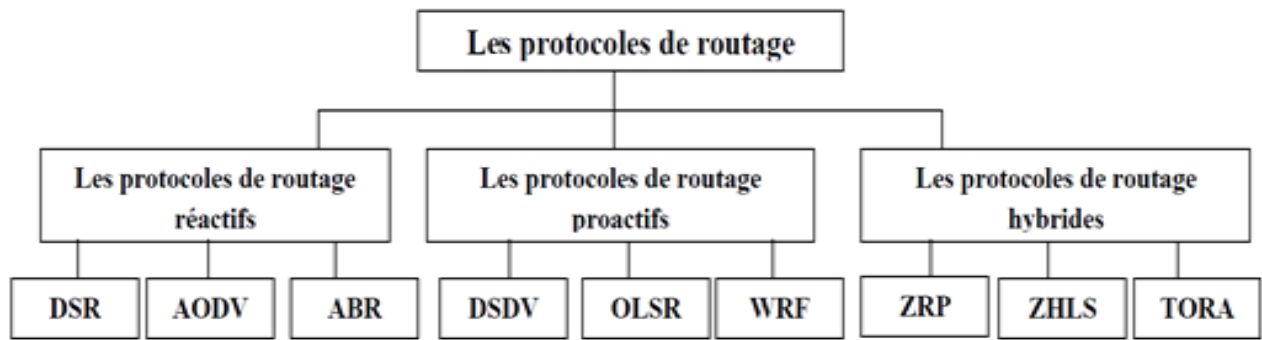 Les protocoles de routage
Les protocoles de routage
réactifs
Les protocoles de routage
proactifs
Les protocoles de routage
hybrides
DSR
AODV
ABR
DSDV
OLSR
WRF
ZRP
ZHLS
TORA